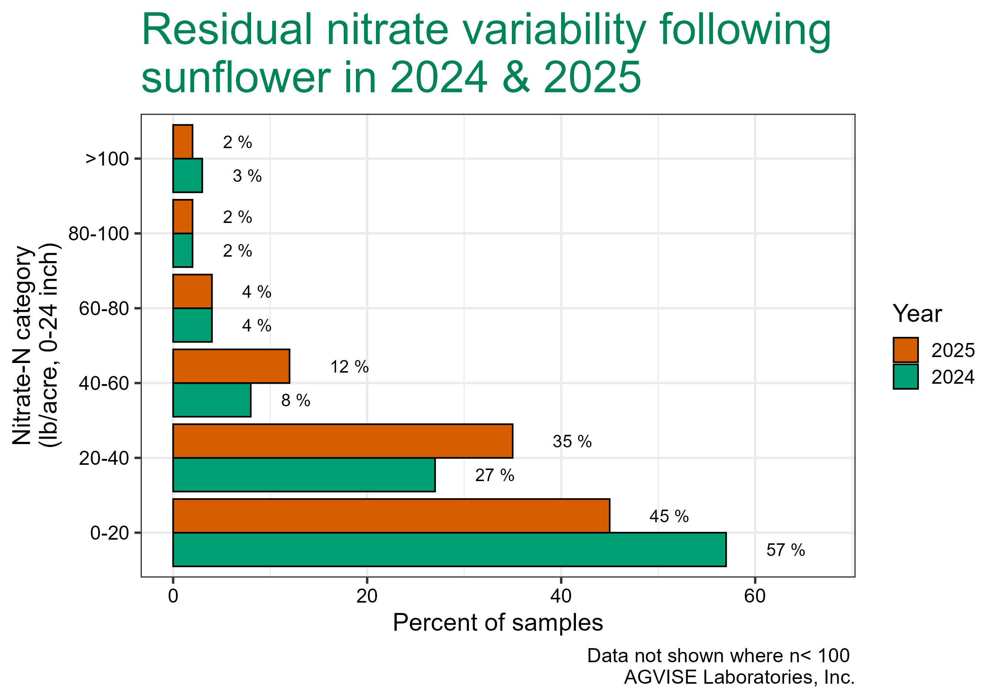 Residual nitrate variability following
sunflower in 2024 & 2025
Nitrate-N category
(lb/acre, 0-24 inch)
>100
2 %
3 %
80-100
2 %
2 %
60-80
4 %
4 %
40-60
12 %
8 %
20-40
35 %
27 %
0-20
45 %
57 %
0 20 40 60
Percent of samples
Year
2025
2024
Data not shown where n< 100
AGVISE Laboratories, Inc.